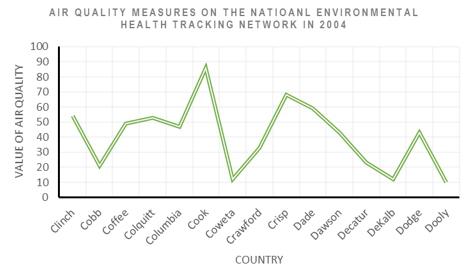 AIR QUALITY MEASURES ON THE NATIOANL ENVIRONMENTAL
HEALTH TRACKING NETWORK IN 2004
VALUE OF AIR QUALITY
100
90
80
70
60
50
40
30
20
10
0
Clinch
Cobb
Coffee
Colquitt
Columbia
Cook
Coweta
Crawford
Crisp
Dade
Dawson
Decatur
DeKalb
Dodge
Dooly
COUNTRY